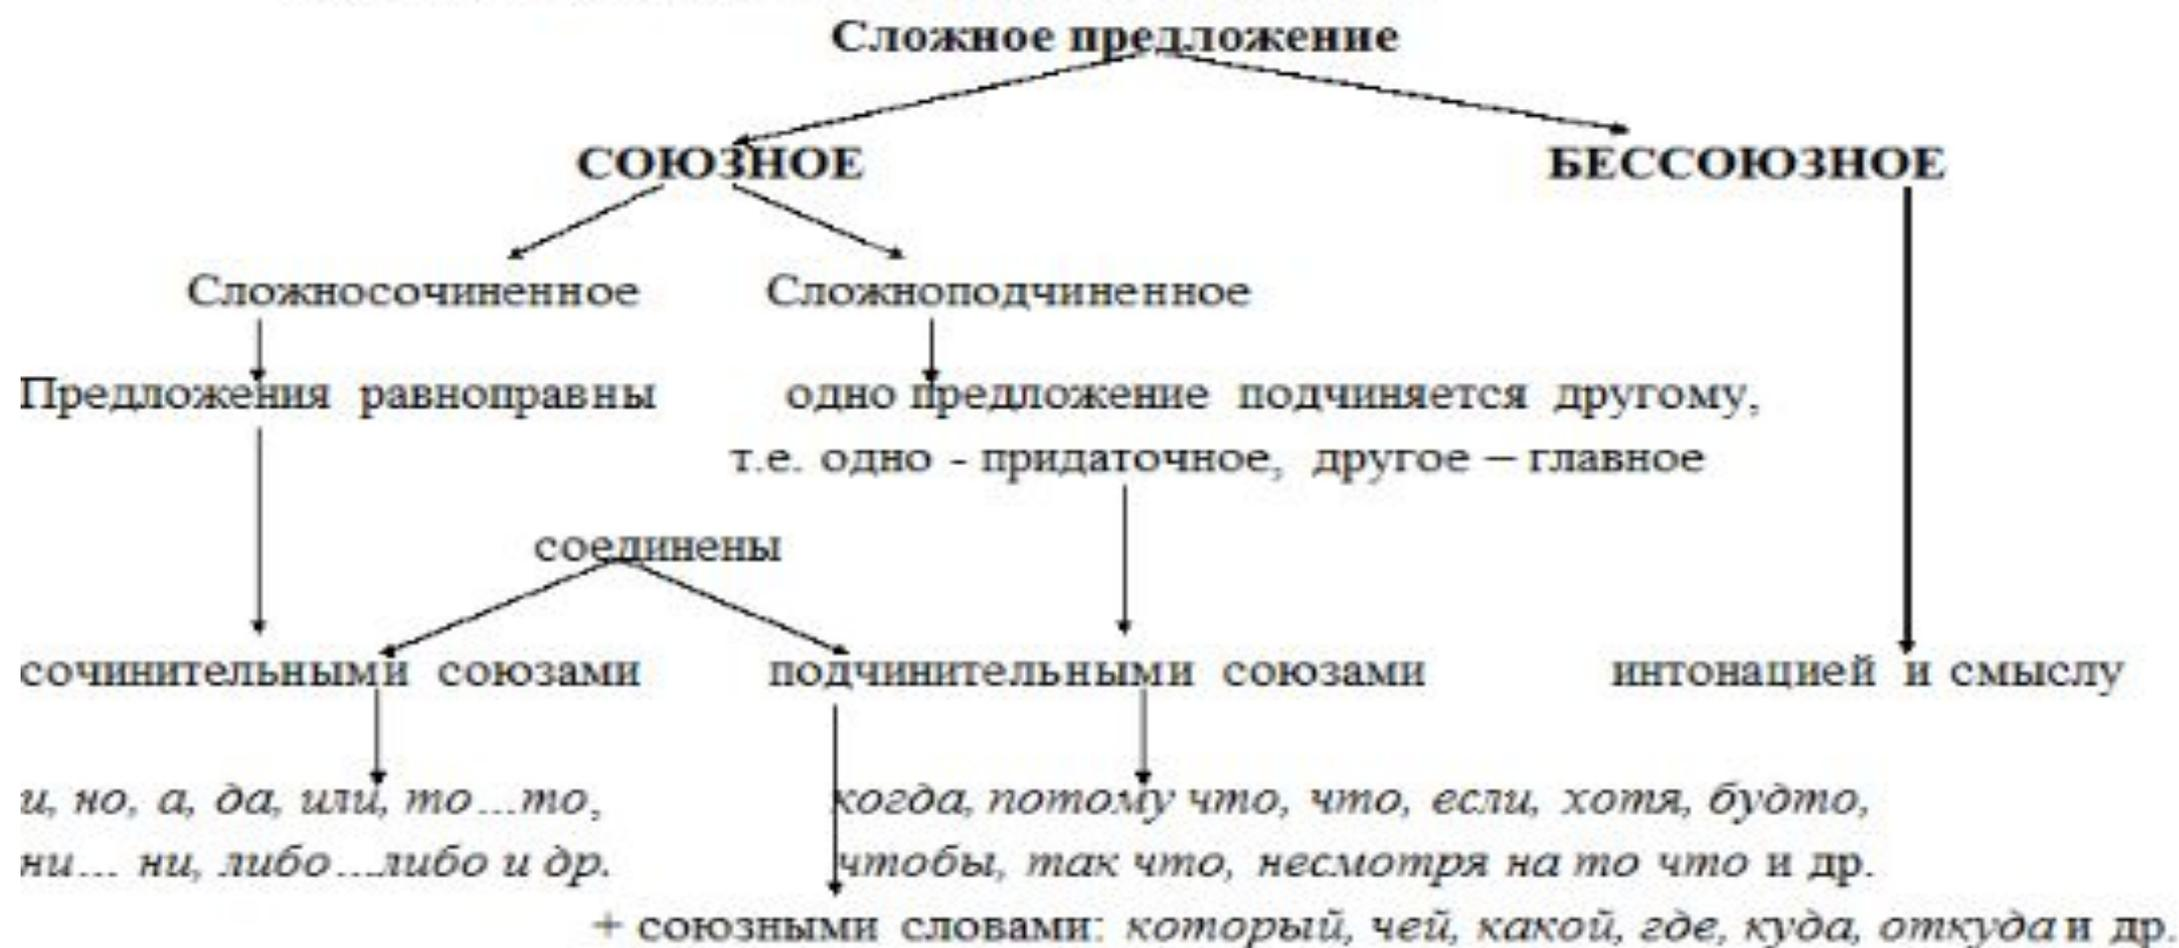 Сложное предложение
СОЮЗНОЕ БЕССОЮЗНОЕ
Сложносочиненное Сложноподчиненное
Предложения равноправны одно предложение подчиняется другому,
т.е. одно - придаточное, другое – главное
соединены
сочинительными союзами подчинительными союзами интонацией и смыслу
и, но, а, да, или, то...то, когда, потому что, что, если, хотя, будто,
ни... ни, либо...либо и др. чтобы, так что, несмотря на то что и др.
+ союзными словами: который, чей, какой, где, куда, откуда и др.